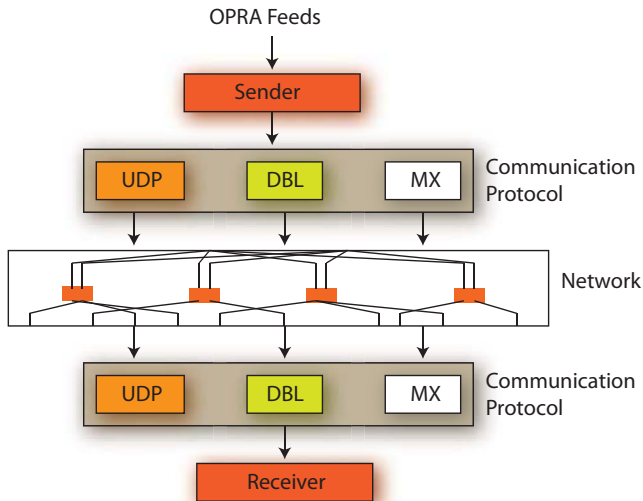 OPRA Feeds
Sender
UDP
DBL
MX
Communication
Protocol
Network
UDP
DBL
MX
Communication
Protocol
Receiver